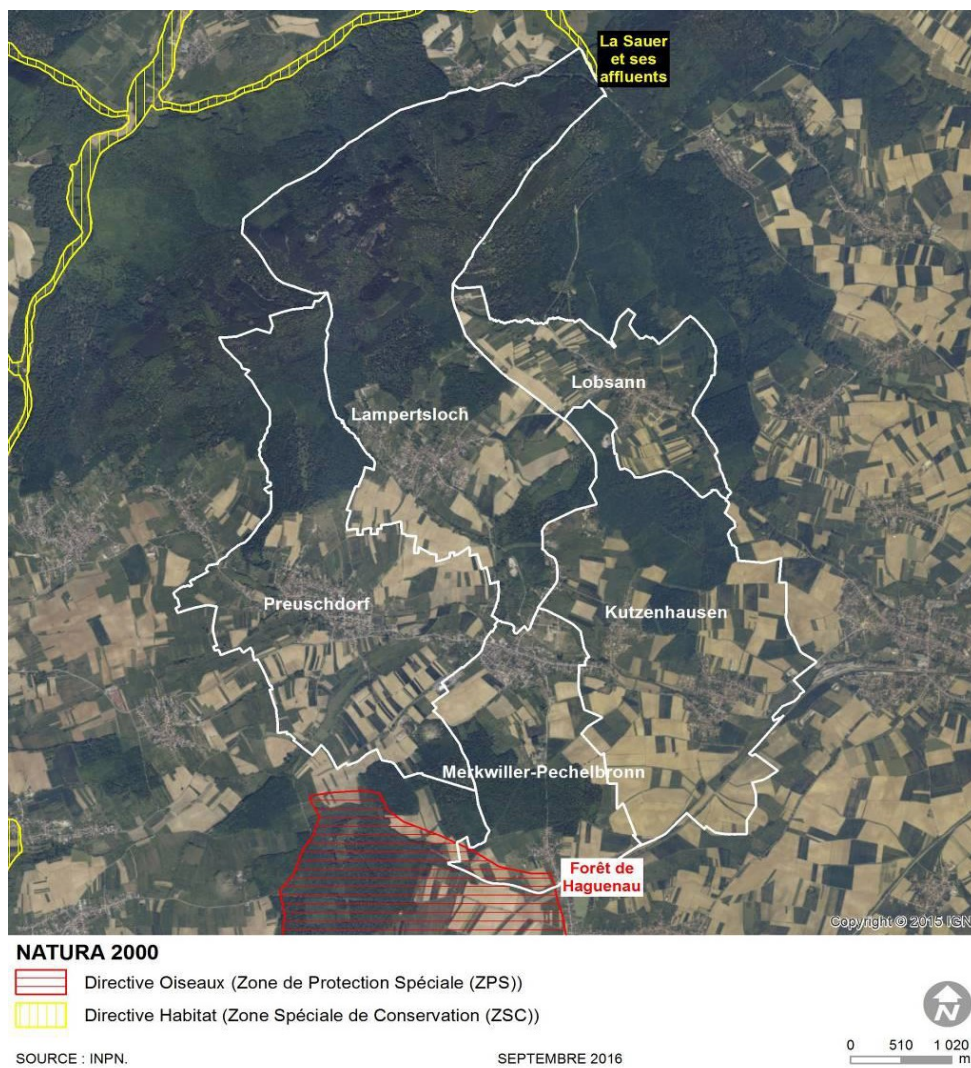 La Sauer
et ses
affluents
Lobsann
Lampertsloch
Preuschdorf
Kutzenhausen
Merkwiller-Pechelbronn
Forêt de
Haguenau
Copyright © 2015 IGN
NATURA 2000
Directive Oiseaux (Zone de Protection Spéciale (ZPS))
Directive Habitat (Zone Spéciale de Conservation (ZSC))
N
SOURCE : INPN.
SEPTEMBRE 2016
0 510 1 020
m